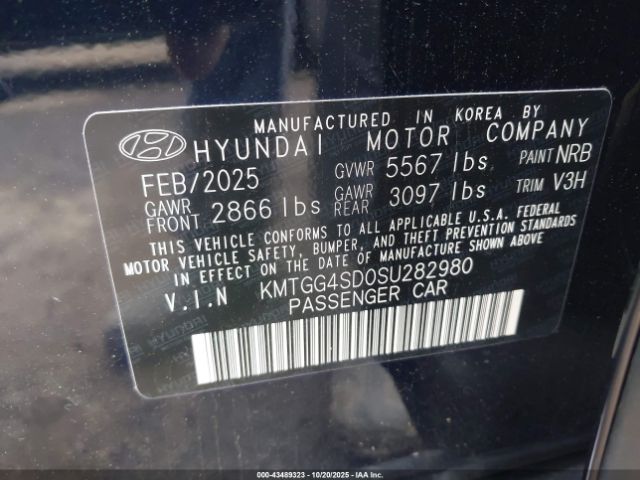 MANUFACTURED IN KOREA BY
HYUNDAI MOTOR COMPANY
FEB/2025 GVWR 5567 lbs PAINT NRB
GAWR FRONT 2866 lbs GAWR REAR 3097 lbs TRIM V3H
THIS VEHICLE CONFORMS TO ALL APPLICABLE U.S.A. FEDERAL
MOTOR VEHICLE SAFETY, BUMPER, AND THEFT PREVENTION STANDARDS
IN EFFECT ON THE DATE OF MANUFACTURE SHOWN ABOVE.
V.I.N KMTGG4SD0SU282980
PASSENGER CAR
000-43489323 - 10/20/2025 - IAAI.COM